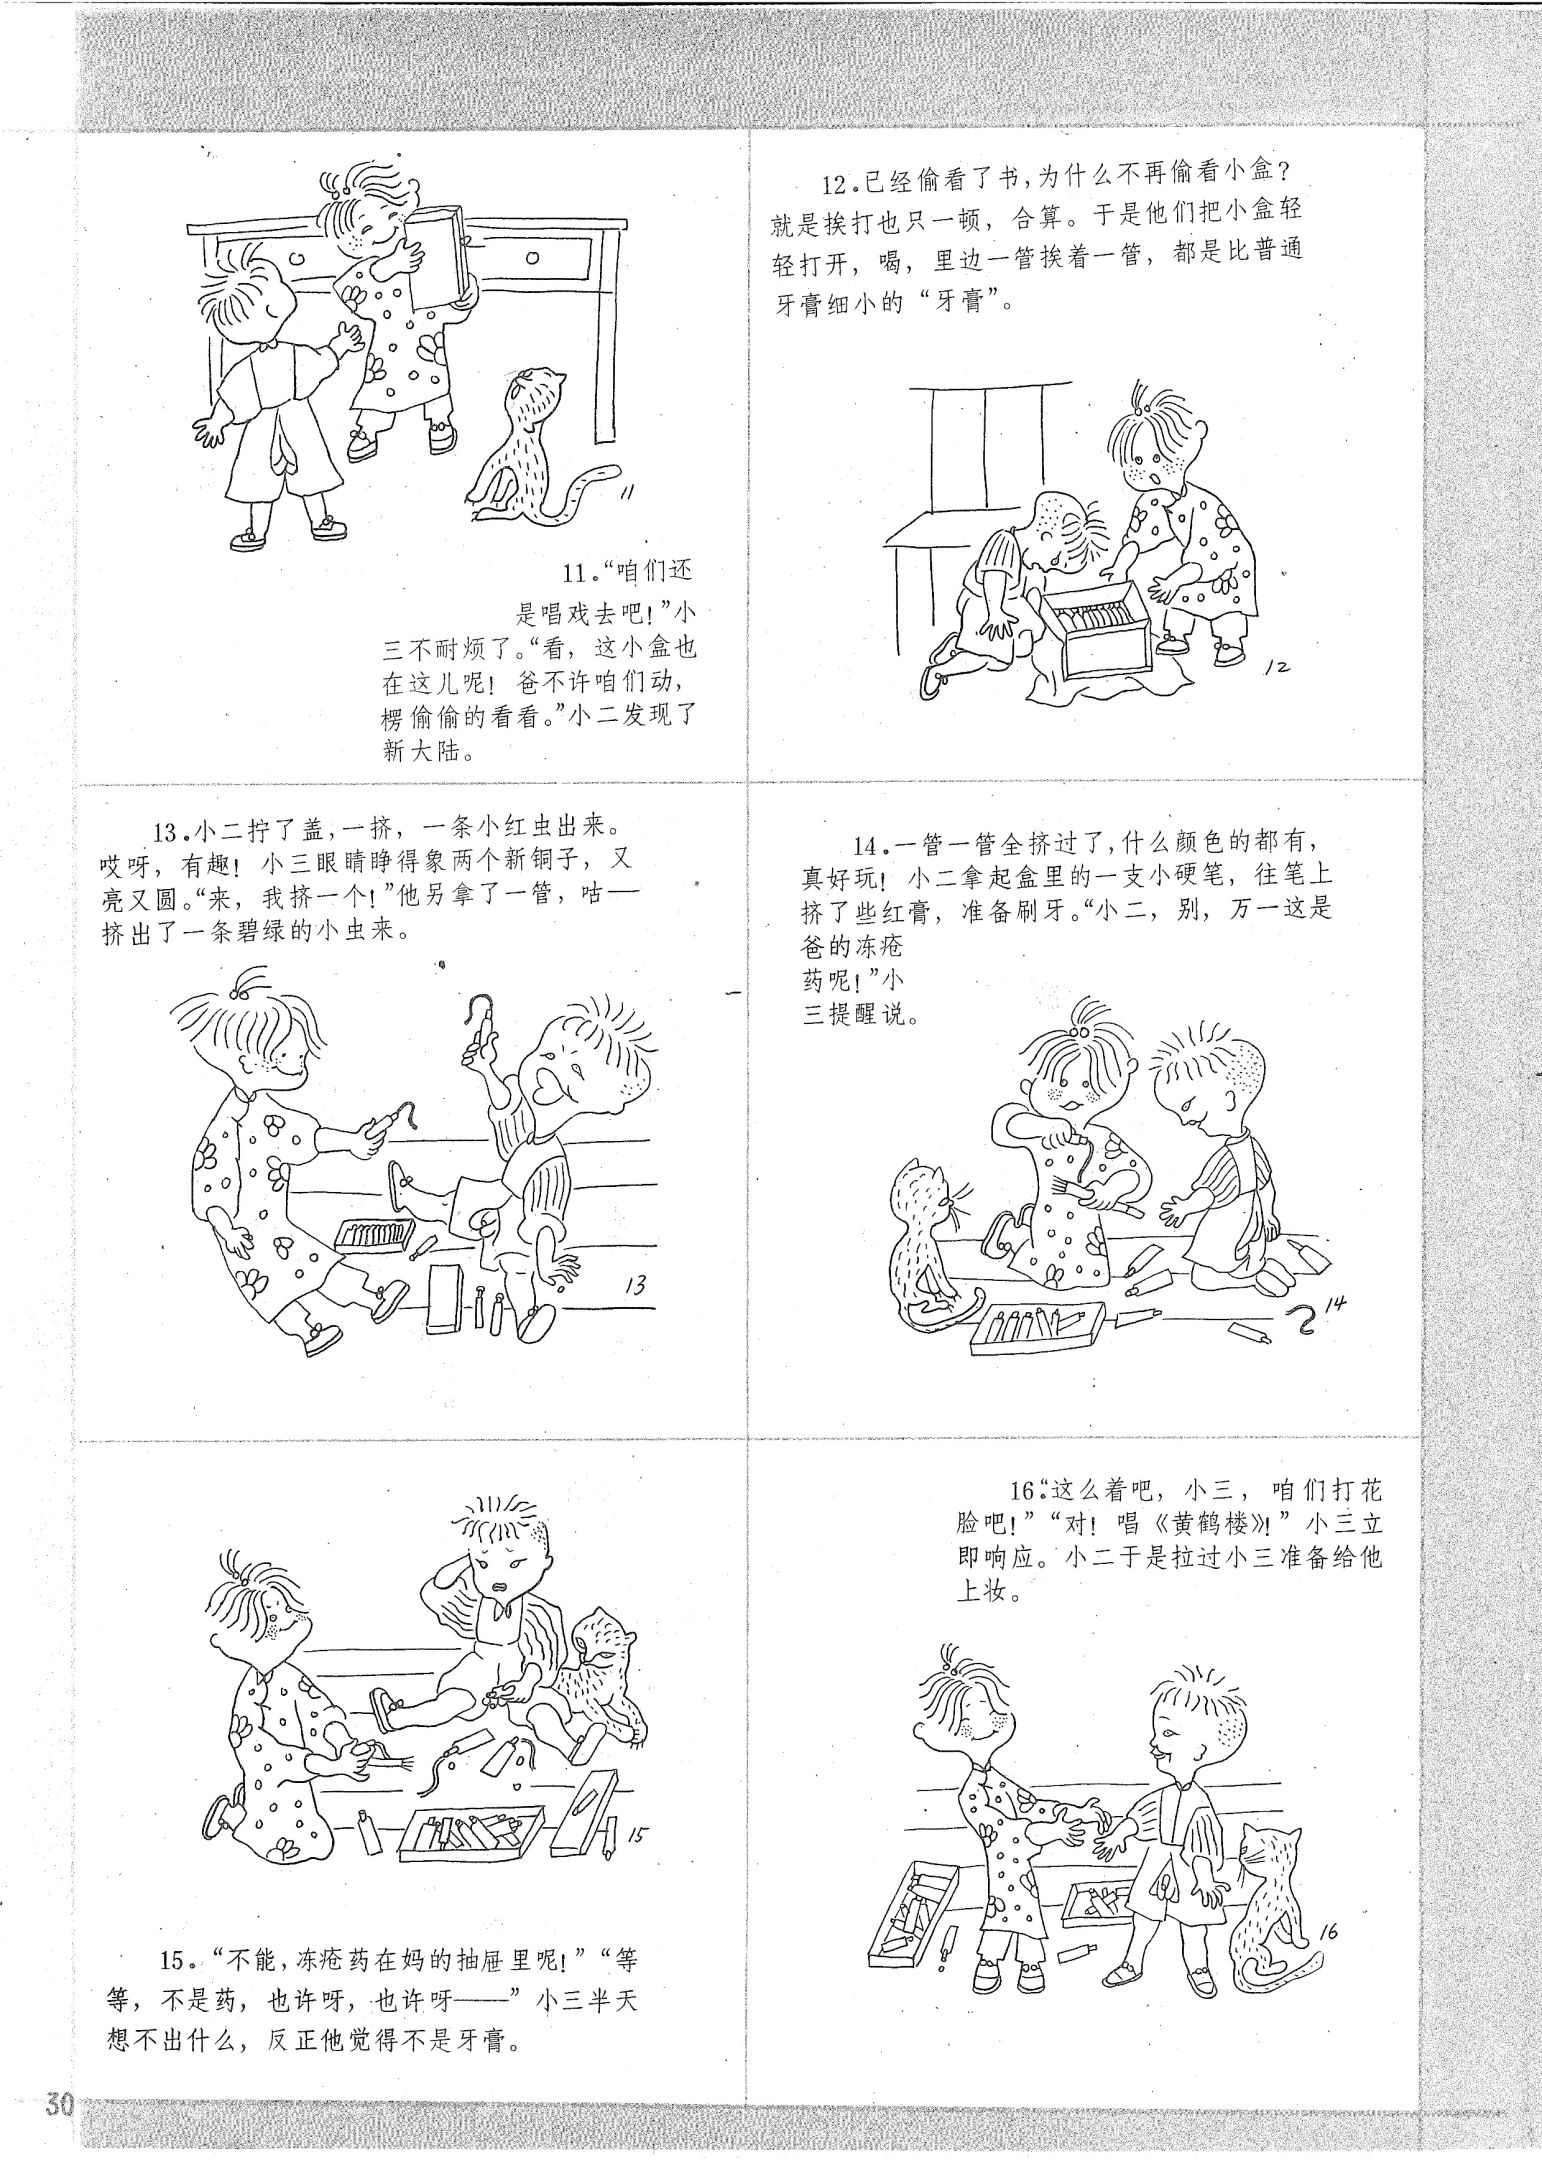 11
11。“咱们还
是唱戏去吧！”小
三不耐烦了。“看，这小盒也
在这儿呢！爸不许咱们动，
楞偷偷的看看。”小二发现了
新大陆。
12。已经偷看了书，为什么不再偷看小盒？
就是挨打也只一顿，合算。于是他们把小盒轻
轻打开，喝，里边一管挨着一管，都是比普通
牙膏细小的“牙膏”。
12
13。小二拧了盖，一挤，一条小红虫出来。
哎呀，有趣！小三眼睛睁得象两个新铜子，又
亮又圆。“来，我挤一个！”他另拿了一管，咕一
挤出了一条碧绿的小虫来。
13
14。一管一管全挤过了，什么颜色的都有，
真好玩！小二拿起盒里的一支小硬笔，往笔上
挤了些红膏，准备刷牙。“小二，别，万一这是
爸的冻疮
药呢！”小
三提醒说。
14
15
15。“不能，冻疮药在妈的抽屉里呢！”“等
等，不是药，也许呀，也许呀——”小三半天
想不出什么，反正他觉得不是牙膏。
16。“这么着吧，小三，咱们打花
脸吧！”“对！唱《黄鹤楼》！”小三立
即响应。小二于是拉过小三准备给他
上妆。
16
30